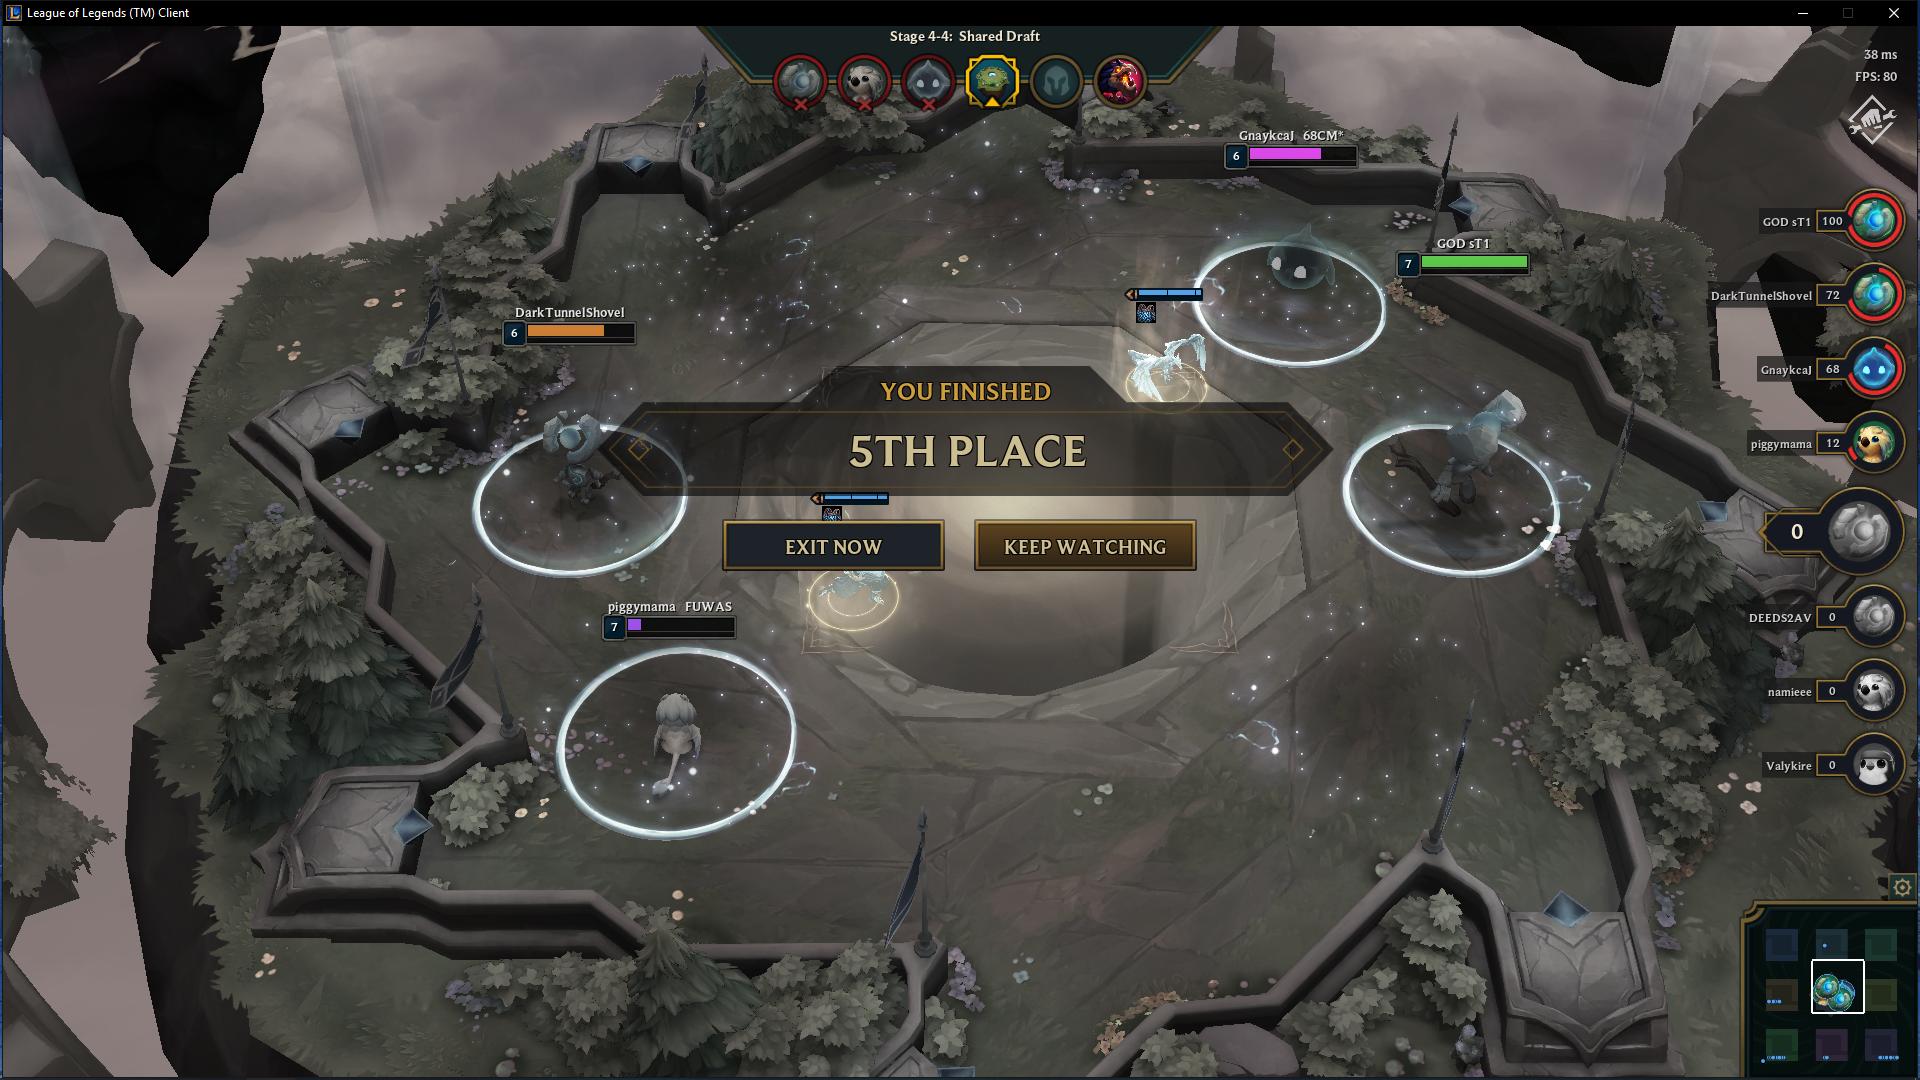 League of Legends (TM) Client
Stage 4-4: Shared Draft
38 ms
FPS: 80
GnaykcaJ 68CM*
6
GOD sT1
7
GOD sT1 100
DarkTunnelShovel 72
GnaykcaJ 68
piggymama 12
0
DEEDS2AV 0
namieee 0
Valykire 0
DarkTunnelShovel
6
YOU FINISHED
5TH PLACE
EXIT NOW
KEEP WATCHING
piggymama FUWAS
7